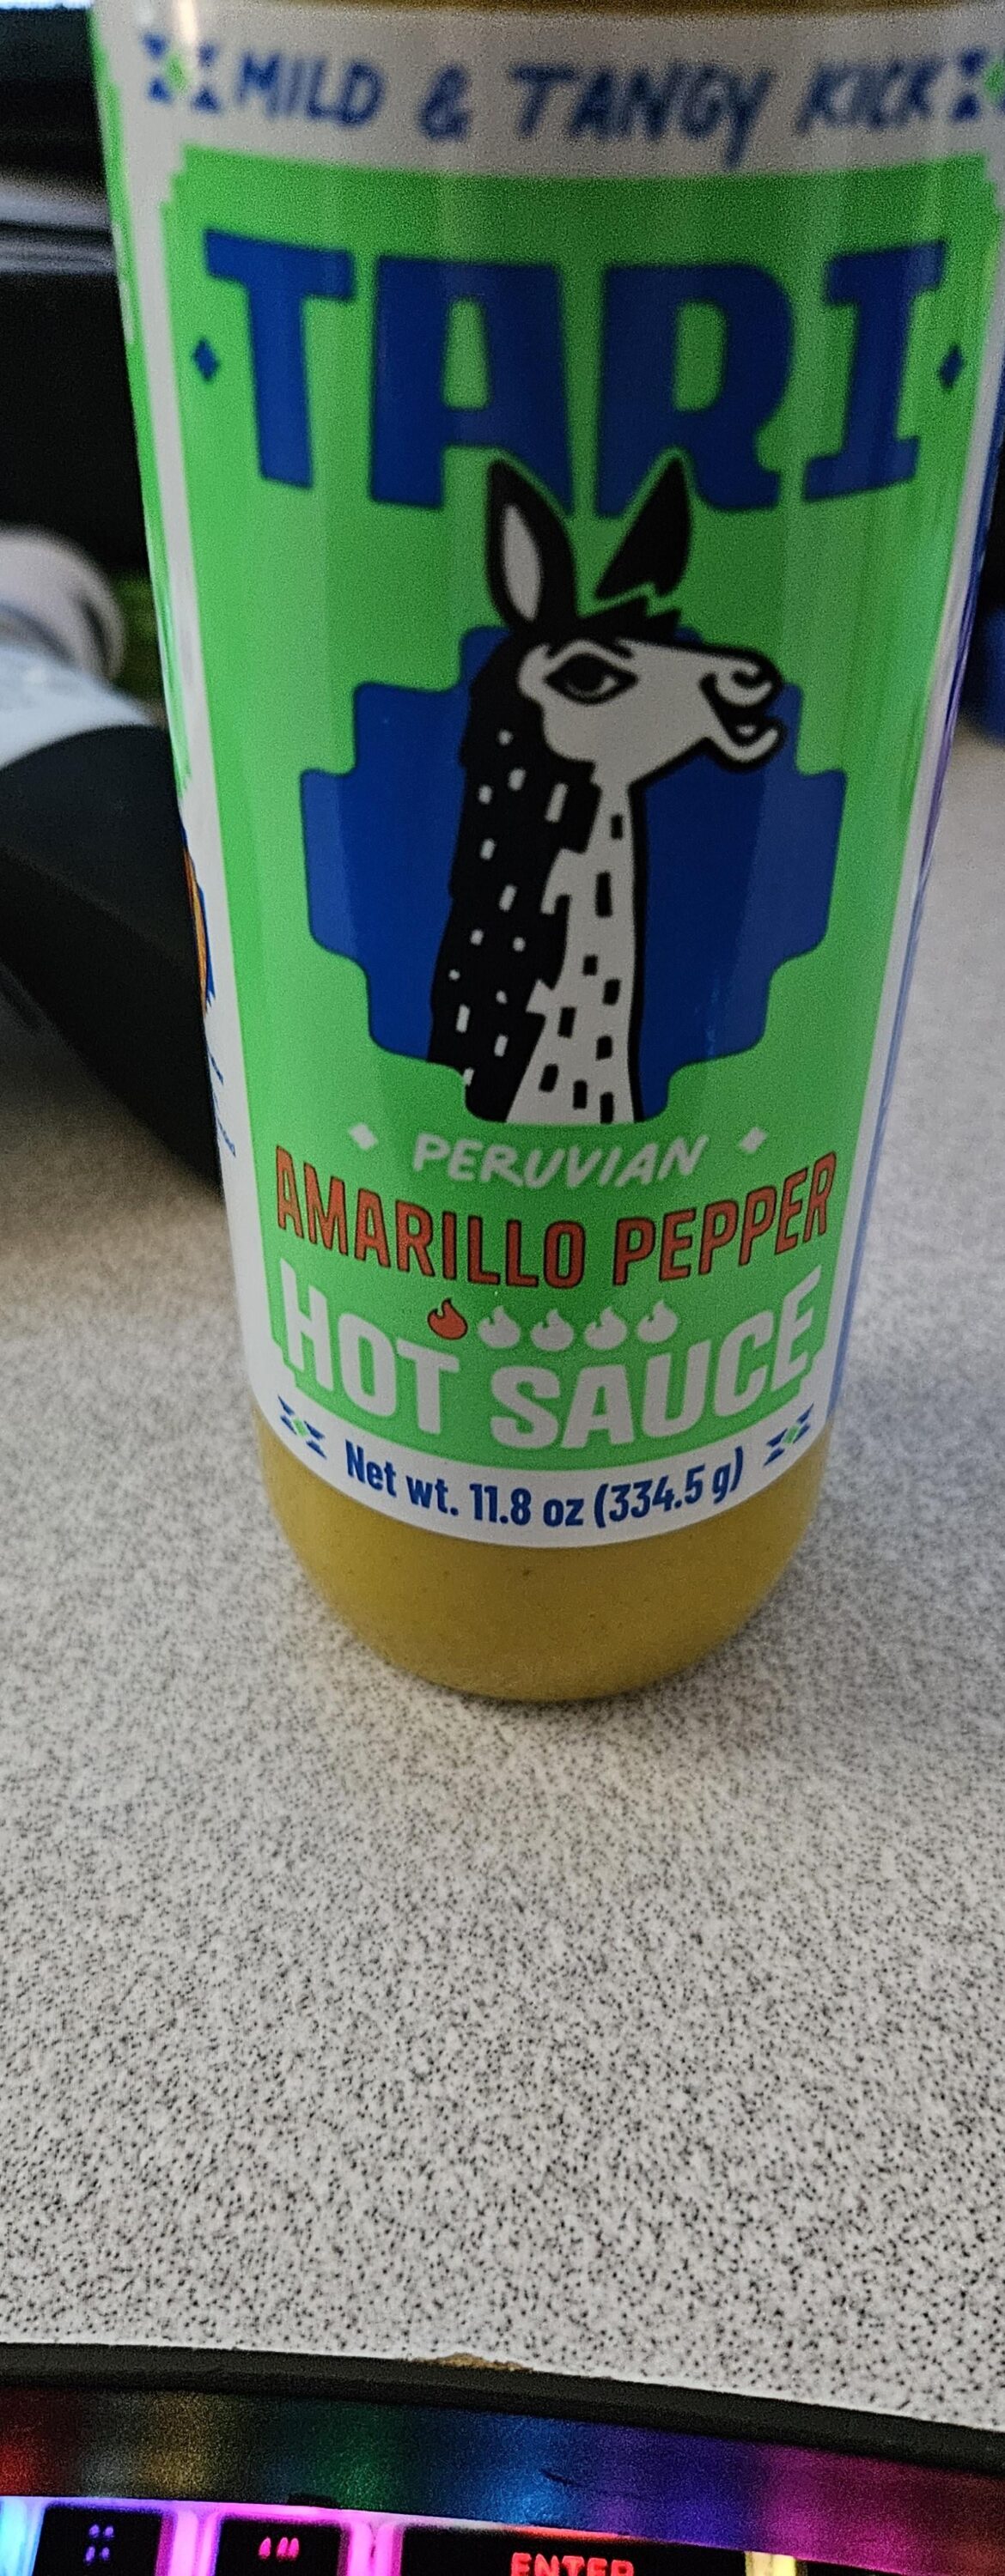 MILD & TANGY KICK
TARI
PERUVIAN
AMARILLO PEPPER
HOT SAUCE
Net wt. 11.8 oz (334.5 g)
: ;
" '
ENTER